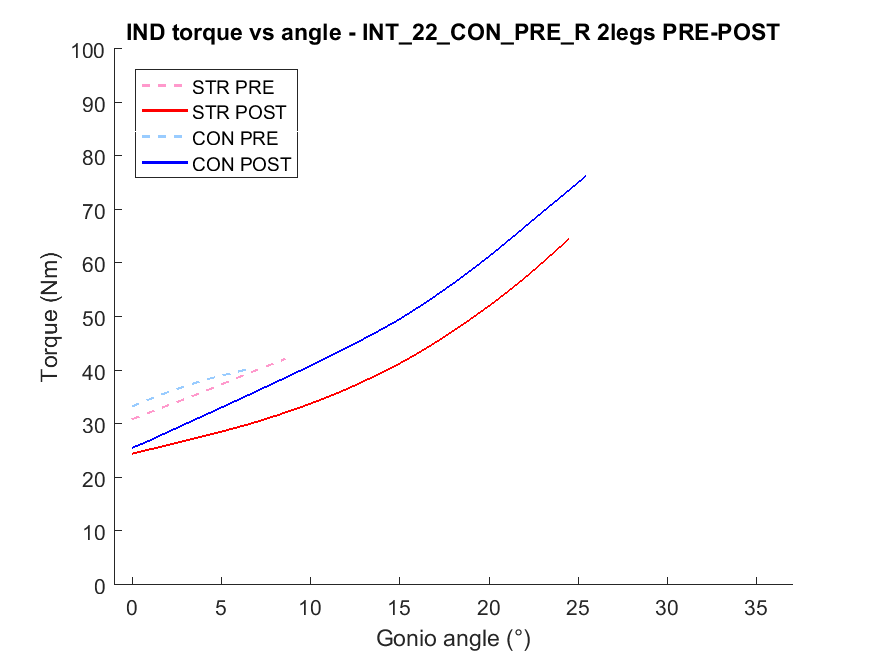 IND torque vs angle - INT_22_CON_PRE_R 2legs PRE-POST
100
90
80
70
60
50
40
30
20
10
0
Torque (Nm)
STR PRE
STR POST
CON PRE
CON POST
0 5 10 15 20 25 30 35
Gonio angle (°)